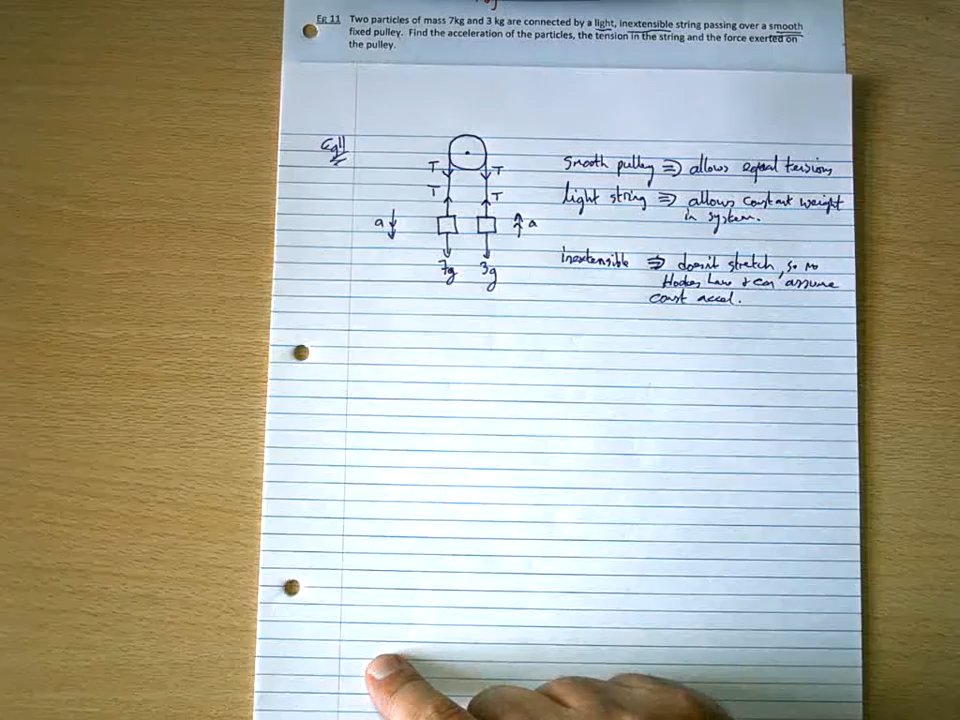 Eg 11 Two particles of mass 7kg and 3 kg are connected by a light, inextensible string passing over a smooth
fixed pulley. Find the acceleration of the particles, the tension in the string and the force exerted on
the pulley.
Eg 11
T T
T T
a a
7g 3g
Smooth pulley ⇒ allows equal tensions
light string ⇒ allows constant weight
in system.
inextensible ⇒ doesn't stretch, so no
Hookes Law & can assume
const accel.